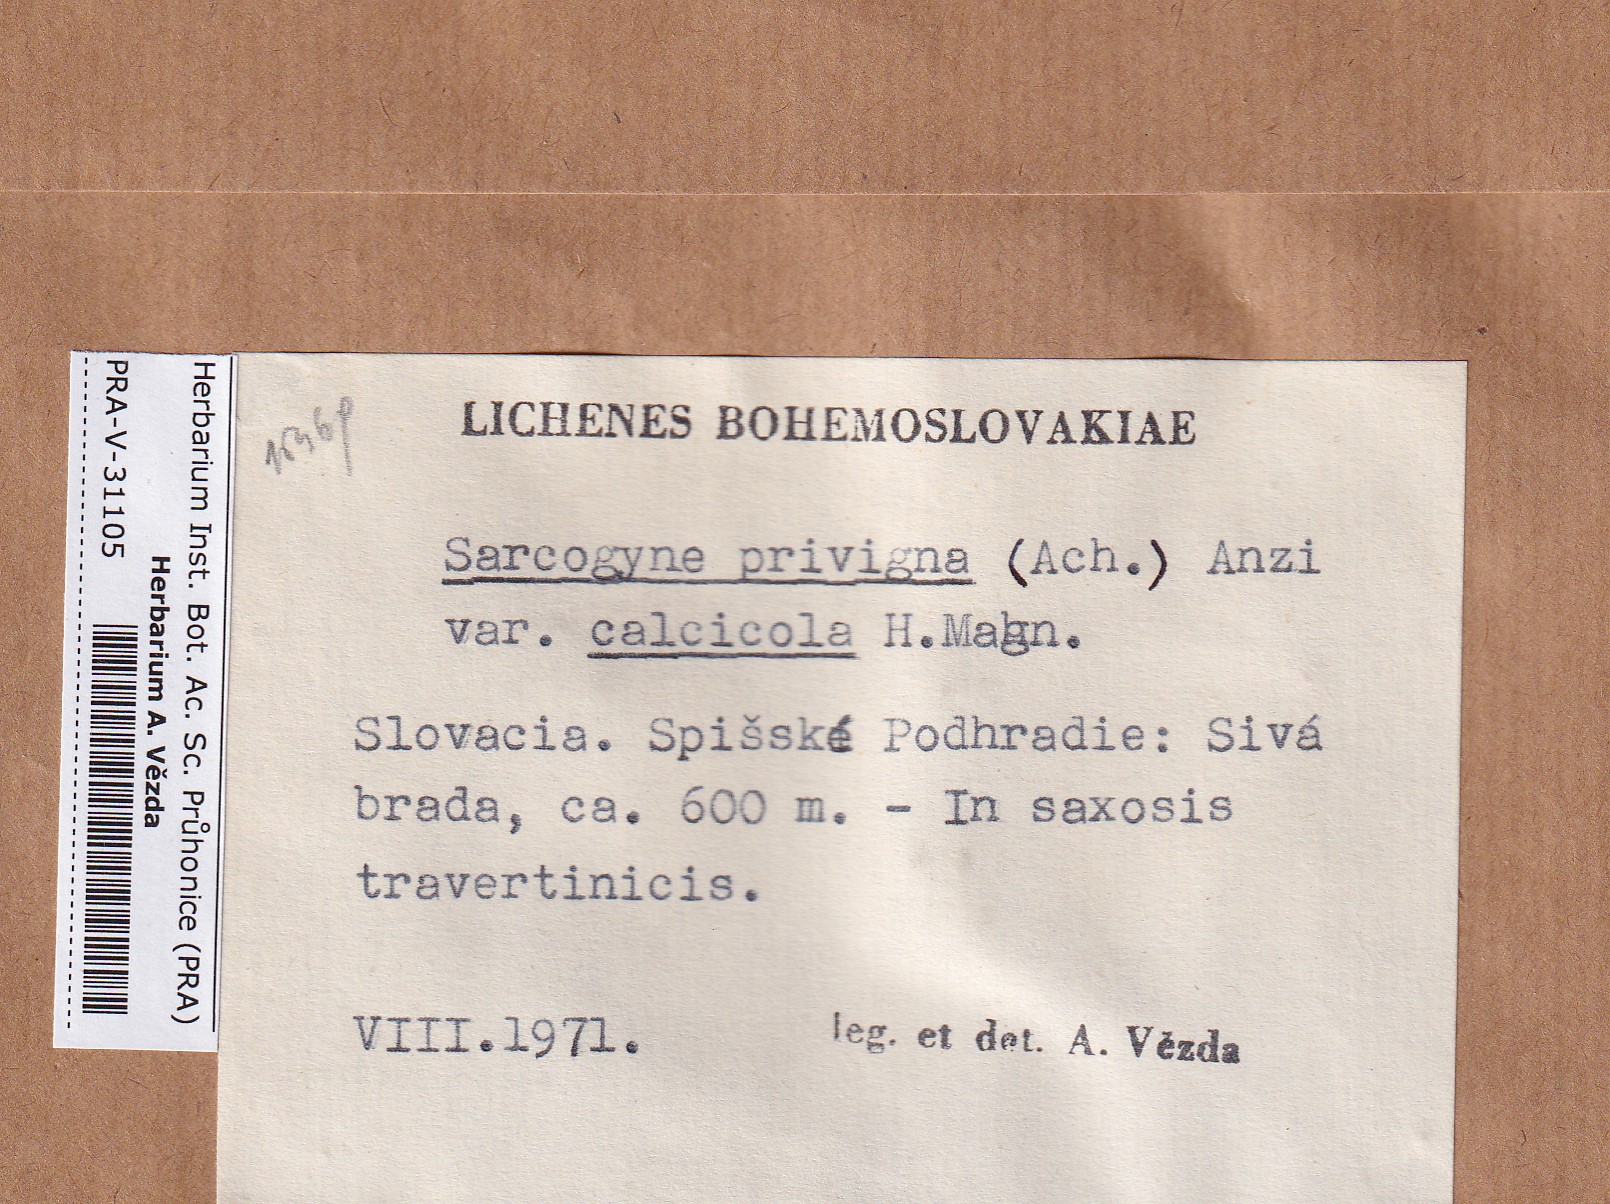 Herbarium Inst. Bot. Ac. Sc. Průhonice (PRA)
Herbarium A. Vězda
PRA-V-31105
LICHENES BOHEMOSLOVAKIAE
Sarcogyne privigna (Ach.) Anzi
var. calcicola H.Magn.
Slovacia. Spišské Podhradie: Sivá
brada, ca. 600 m. - In saxosis
travertinicis.
VIII.1971.
leg. et det. A. Vězda